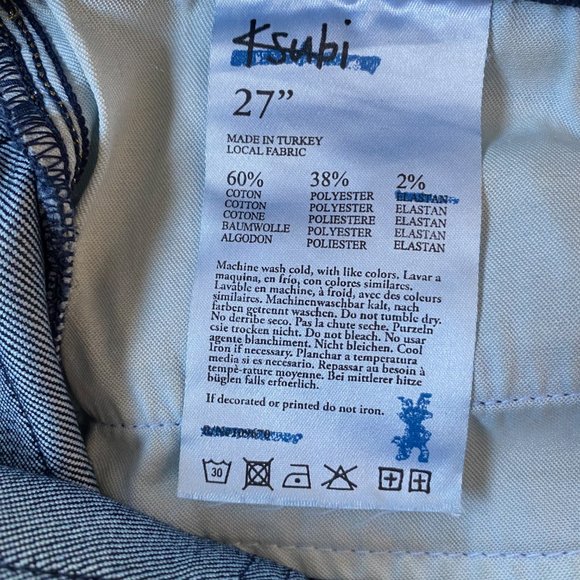 Ksubi
27”
MADE IN TURKEY
LOCAL FABRIC
60% 38% 2%
COTTON POLYESTER ELASTAN
COTTON POLYESTER ELASTAN
COTONE POLIESTERE ELASTAN
BAUMWOLLE POLYESTER ELASTAN
ALGODON POLIESTER ELASTAN
Machine wash cold, with like colors. Lavar a
maquina, en frío, con colores similares.
Lavable en machine, à froid, avec des colours
similaires. Machinenwaschbar kalt, nach
farben getrennt waschen. Do not tumble dry.
No derribe seco. Pas la chute seche. Purzeln
csie trocken nicht. Do not bleach. No usar
agente blanchiment. Nicht bleichen. Cool
Iron if necessary. Planchar a temperatura
media si es necesario. Repassar au besoin à
tempè-rature moyenne. Bei mittlerer hitze
büglen falls erfoerlich.
If decorated or printed do not iron.
30